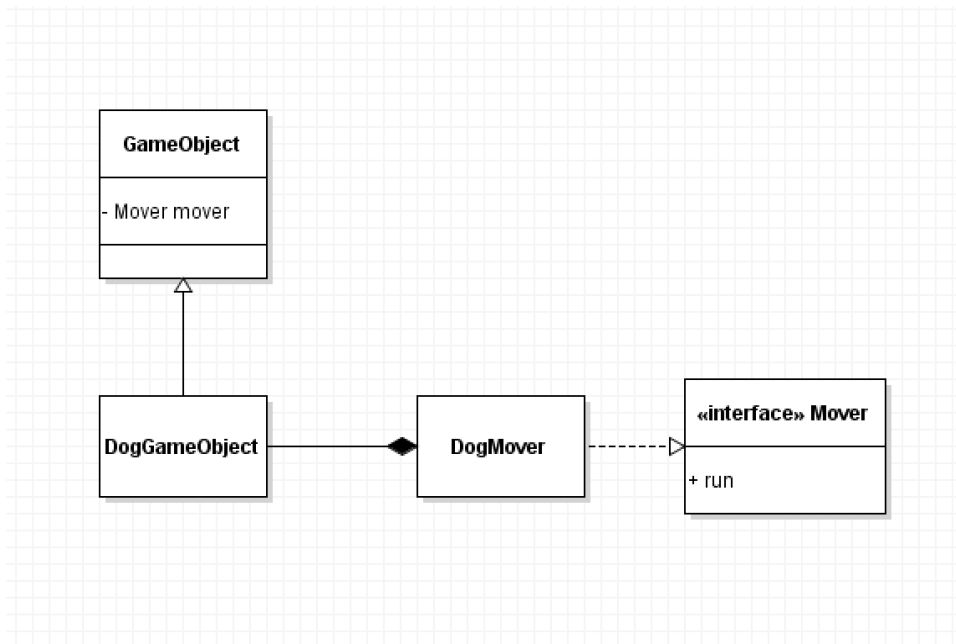 GameObject
- Mover mover
DogGameObject
DogMover
«interface» Mover
+ run